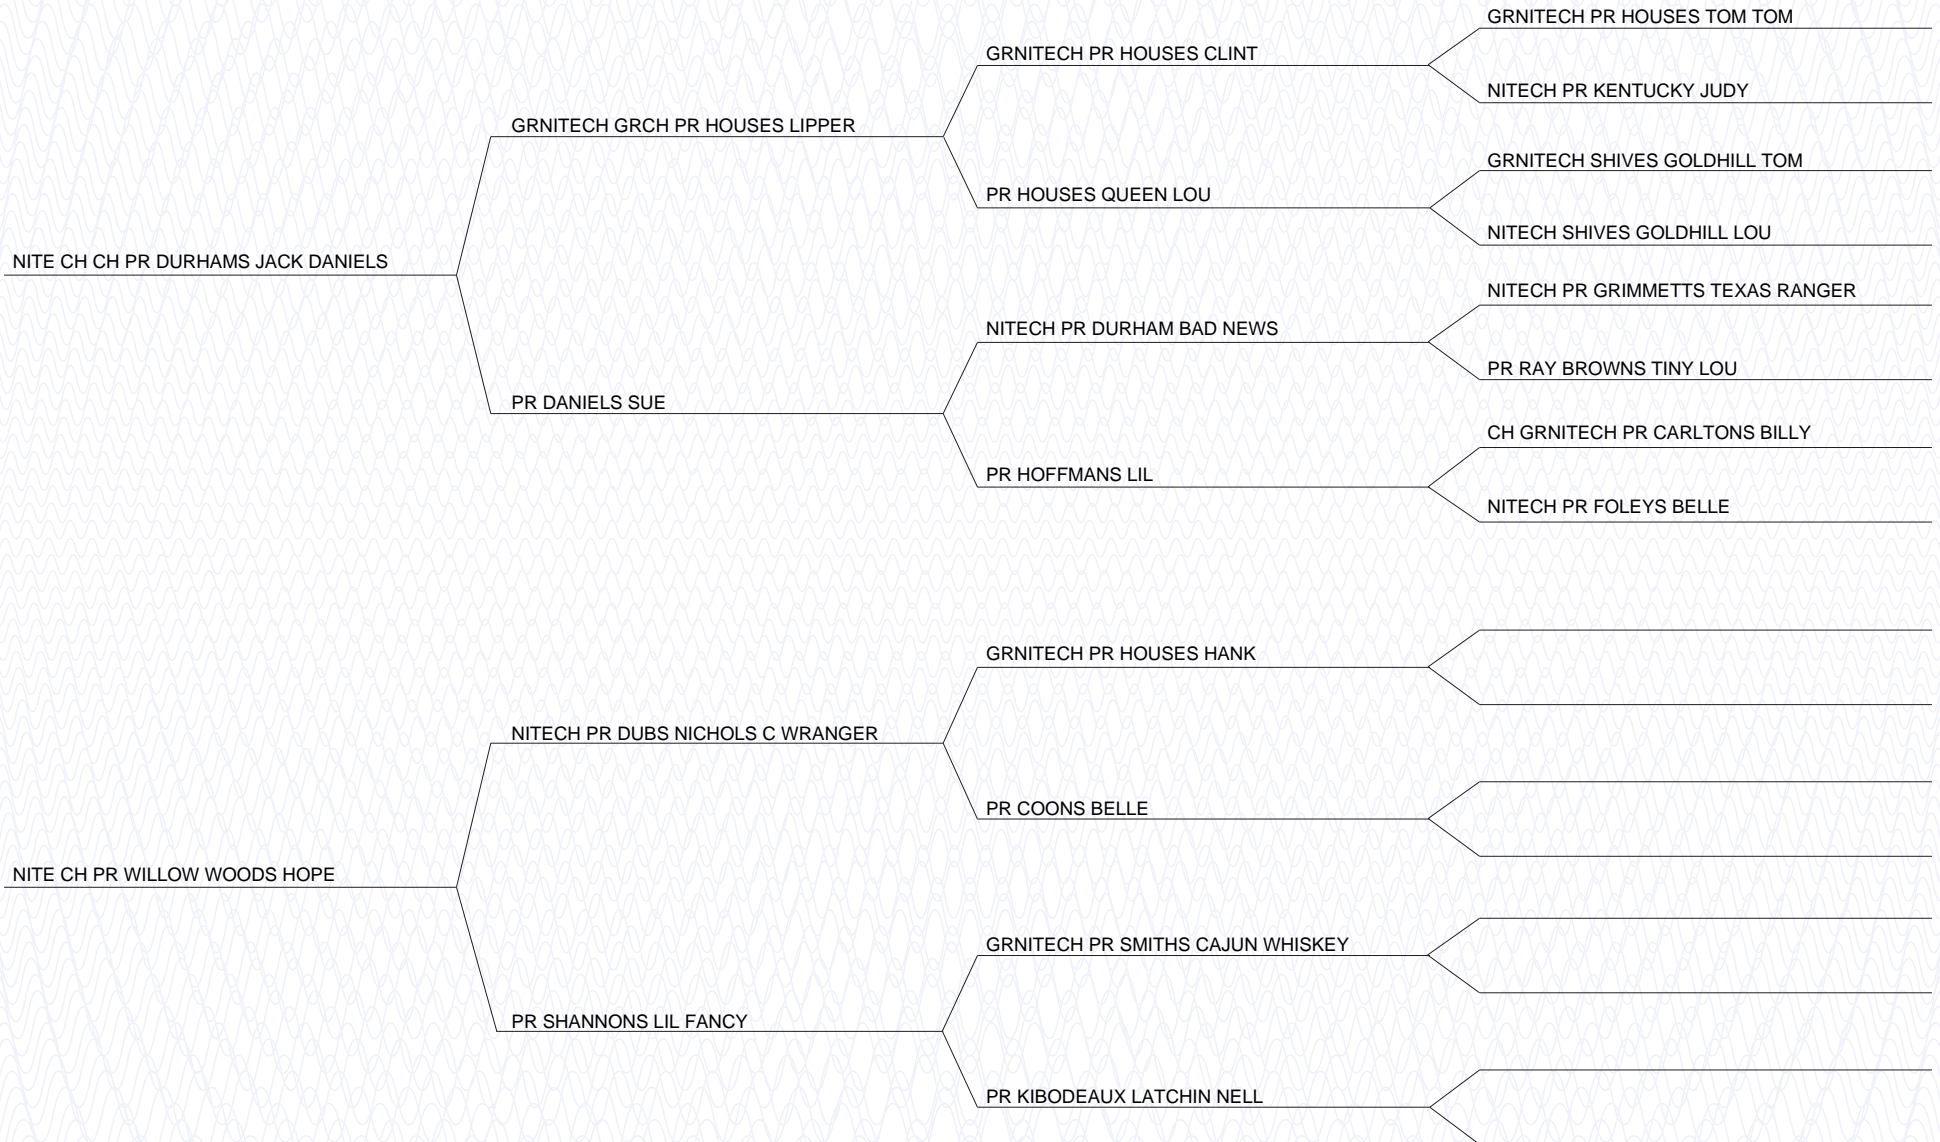 GRNITECH PR HOUSES TOM TOM
GRNITECH PR HOUSES CLINT
NITECH PR KENTUCKY JUDY
GRNITECH GRCH PR HOUSES LIPPER
GRNITECH SHIVES GOLDHILL TOM
PR HOUSES QUEEN LOU
NITECH SHIVES GOLDHILL LOU
NITE CH CH PR DURHAMS JACK DANIELS
NITECH PR GRIMMETTS TEXAS RANGER
NITECH PR DURHAM BAD NEWS
PR RAY BROWNS TINY LOU
PR DANIELS SUE
CH GRNITECH PR CARLTONS BILLY
PR HOFFMANS LIL
NITECH PR FOLEYS BELLE
GRNITECH PR HOUSES HANK
NITECH PR DUBS NICHOLS C WRANGER
PR COONS BELLE
NITE CH PR WILLOW WOODS HOPE
GRNITECH PR SMITHS CAJUN WHISKEY
PR SHANNONS LIL FANCY
PR KIBODEAUX LATCHIN NELL